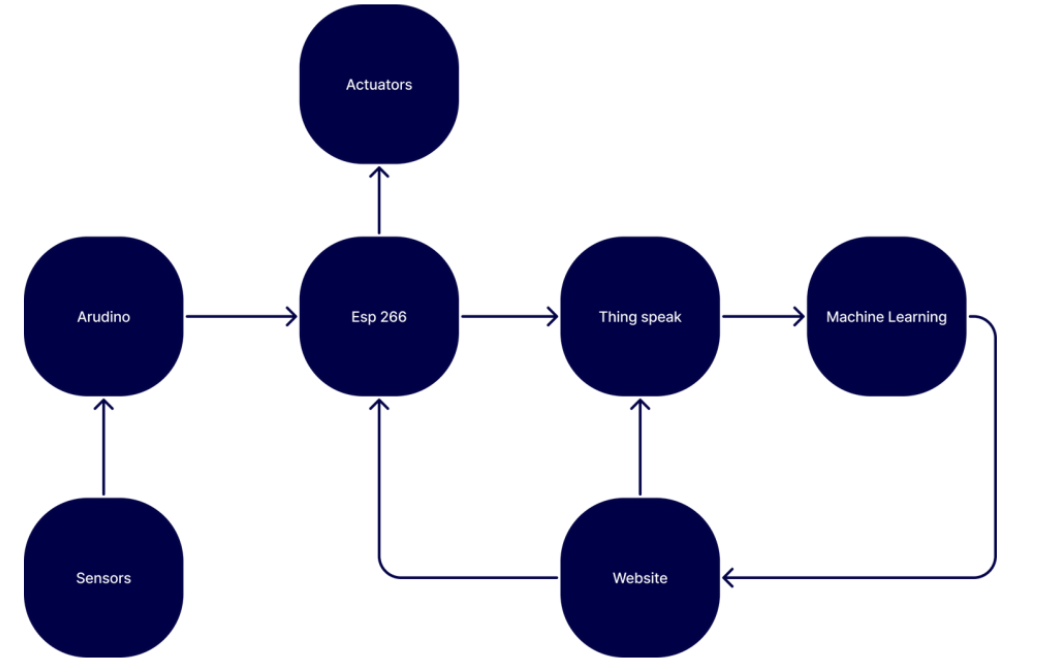 Actuators
Arudino
Esp 266
Thing speak
Machine Learning
Sensors
Website